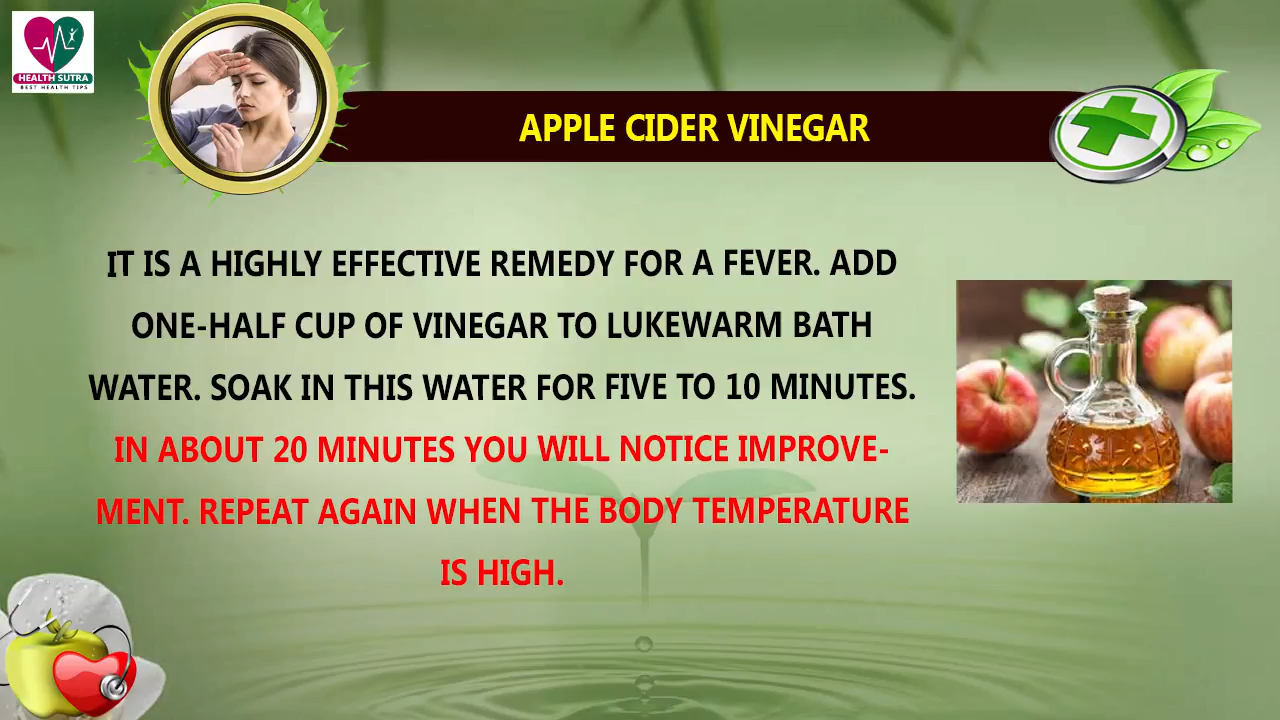 HEALTH SUTRA
BEST HEALTH TIPS
APPLE CIDER VINEGAR
IT IS A HIGHLY EFFECTIVE REMEDY FOR A FEVER. ADD
ONE-HALF CUP OF VINEGAR TO LUKEWARM BATH
WATER. SOAK IN THIS WATER FOR FIVE TO 10 MINUTES.
IN ABOUT 20 MINUTES YOU WILL NOTICE IMPROVE-
MENT. REPEAT AGAIN WHEN THE BODY TEMPERATURE
IS HIGH.